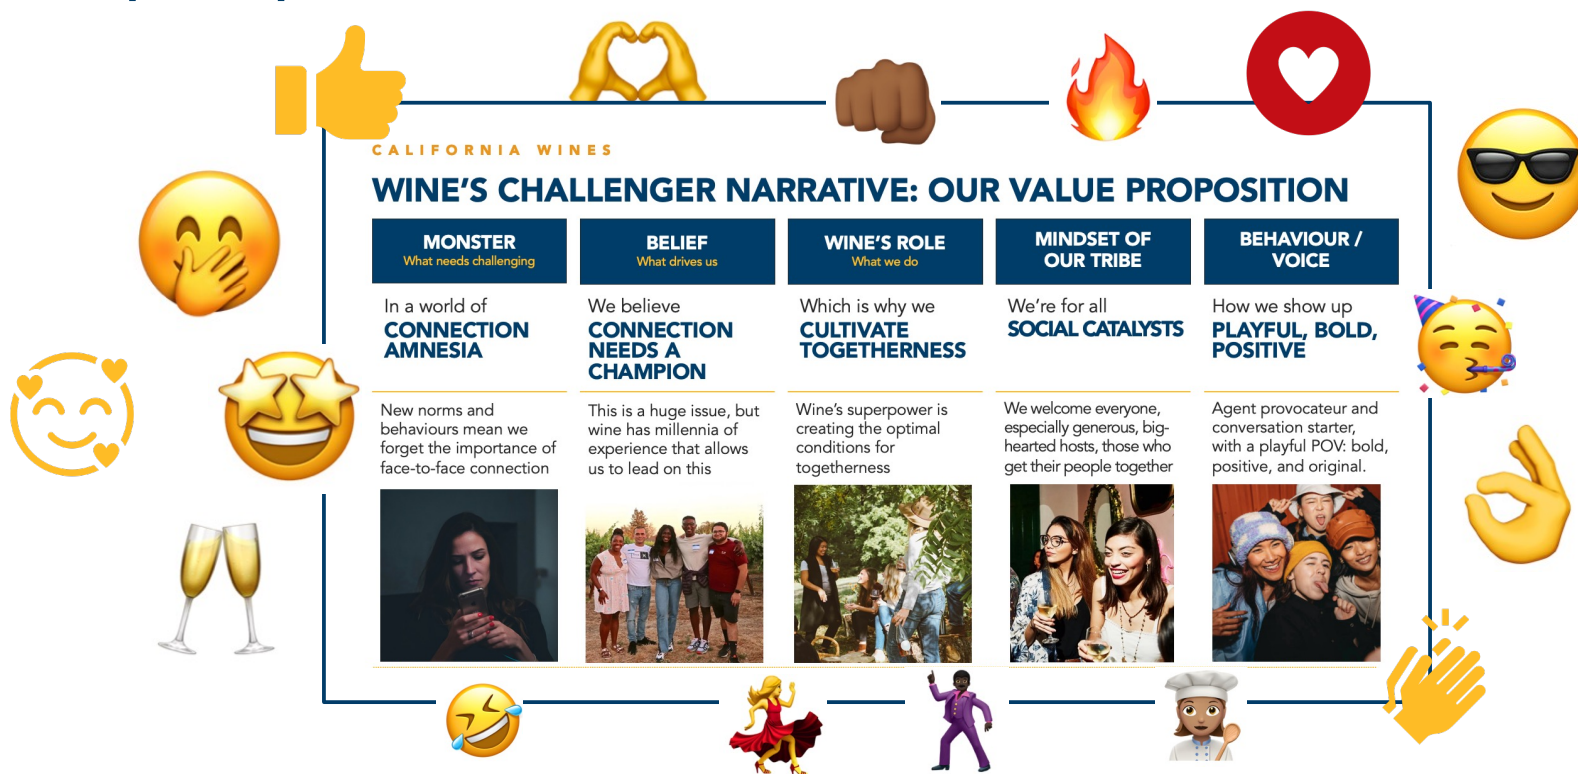 CALIFORNIA WINES
WINE'S CHALLENGER NARRATIVE: OUR VALUE PROPOSITION
MONSTER
What needs challenging
In a world of
CONNECTION
AMNESIA
New norms and
behaviours mean we
forget the importance of
face-to-face connection
BELIEF
What drives us
We believe
CONNECTION
NEEDS A
CHAMPION
This is a huge issue, but
wine has millennia of
experience that allows
us to lead on this
WINE'S ROLE
What we do
Which is why we
CULTIVATE
TOGETHERNESS
Wine's superpower is
creating the optimal
conditions for
togetherness
MINDSET OF
OUR TRIBE
We're for all
SOCIAL CATALYSTS
We welcome everyone,
especially generous, big-
hearted hosts, those who
get their people together
BEHAVIOUR /
VOICE
How we show up
PLAYFUL, BOLD,
POSITIVE
Agent provocateur and
conversation starter,
with a playful POV: bold,
positive, and original.